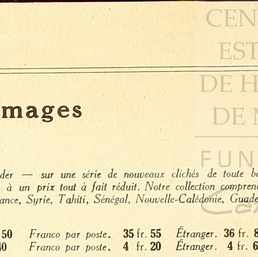 CEN
EST
DE H
DE M
mages
FUN
der — sur une série de nouveaux clichés de toute b
à un prix tout à fait réduit. Notre collection compren
ance, Syrie, Tahiti, Sénégal, Nouvelle-Calédonie, Guade
50 Franco par poste. 35 fr. 55 Étranger. 36 fr. 8
40 Franco par poste. 4 fr. 20 Étranger. 4 fr. 6